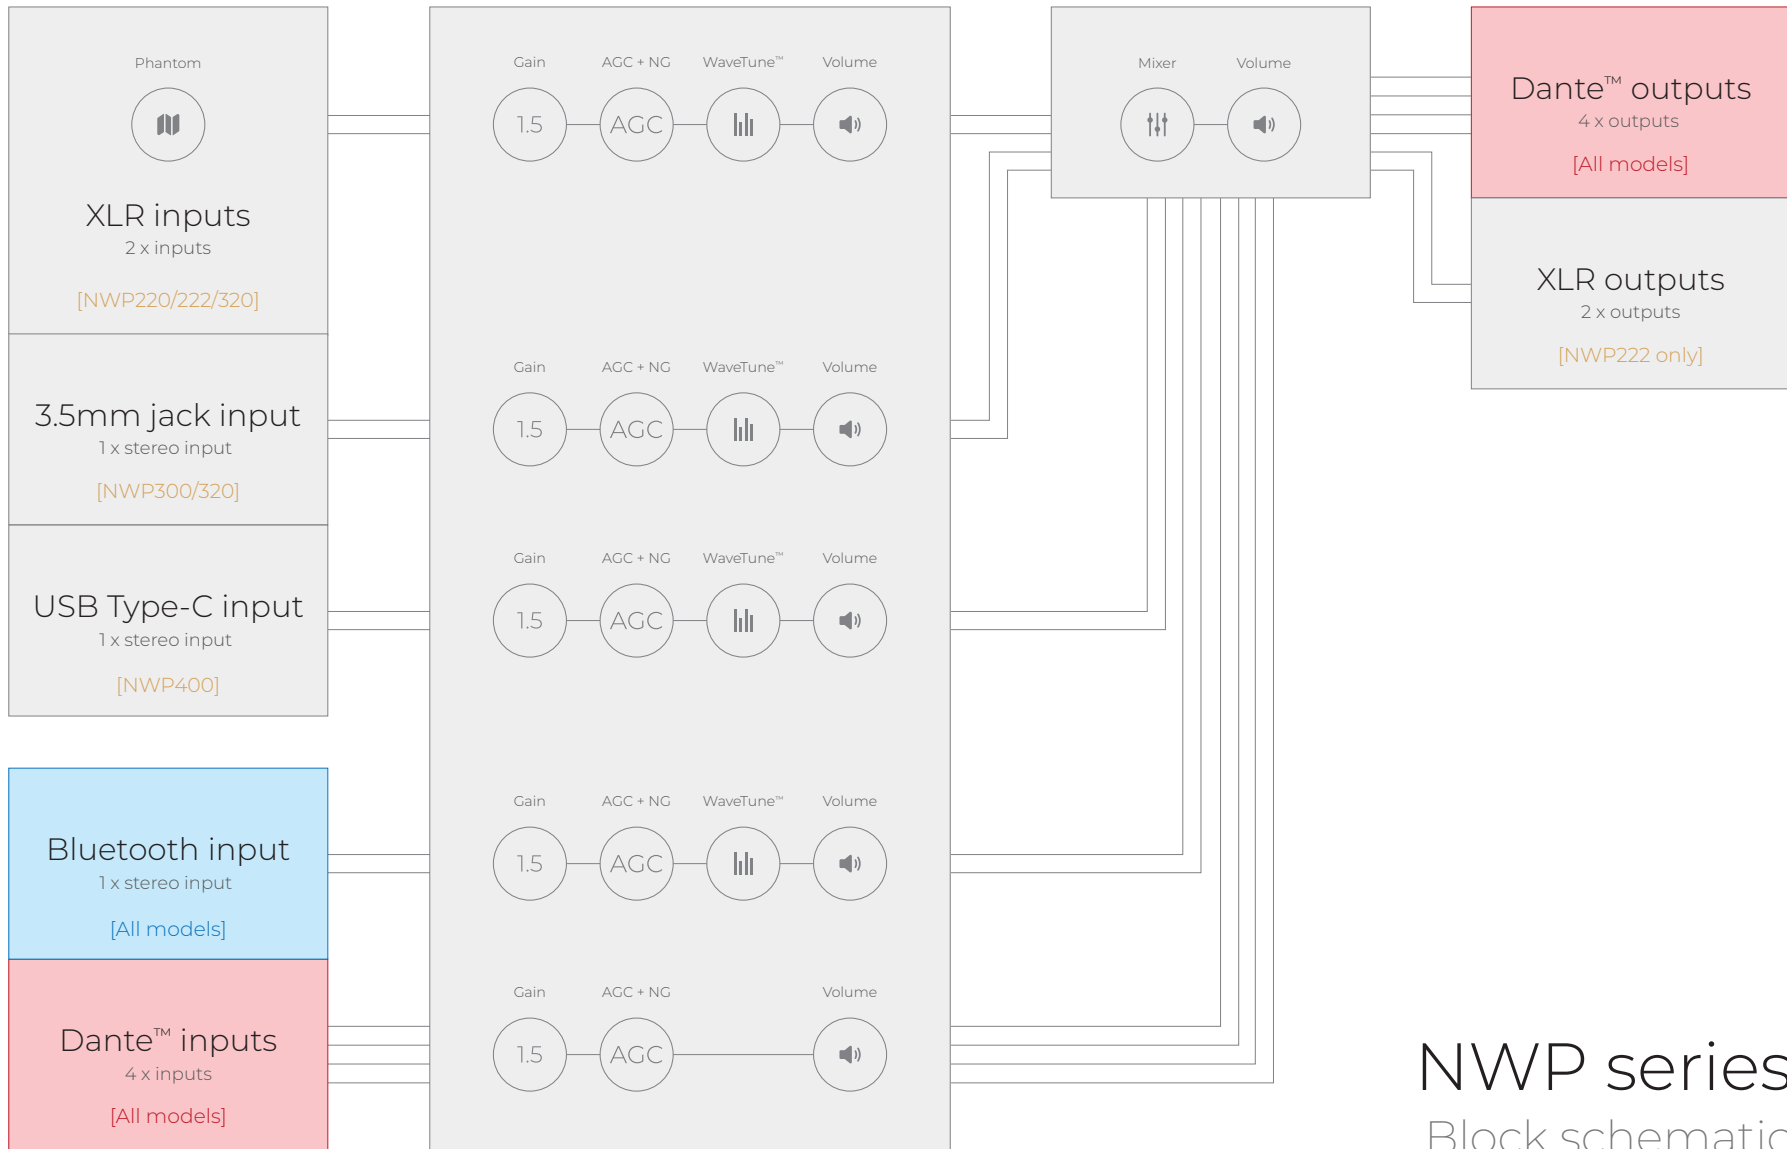 Phantom
XLR inputs
2 x inputs
[NWP220/222/320]
3.5mm jack input
1 x stereo input
[NWP300/320]
USB Type-C input
1 x stereo input
[NWP400]
Bluetooth input
1 x stereo input
[All models]
Dante™ inputs
4 x inputs
[All models]
Gain AGC + NG WaveTune™ Volume
1.5 AGC
Gain AGC + NG WaveTune™ Volume
1.5 AGC
Gain AGC + NG WaveTune™ Volume
1.5 AGC
Gain AGC + NG WaveTune™ Volume
1.5 AGC
Gain AGC + NG Volume
1.5 AGC
Mixer Volume
Dante™ outputs
4 x outputs
[All models]
XLR outputs
2 x outputs
[NWP222 only]
NWP series
Block schematic